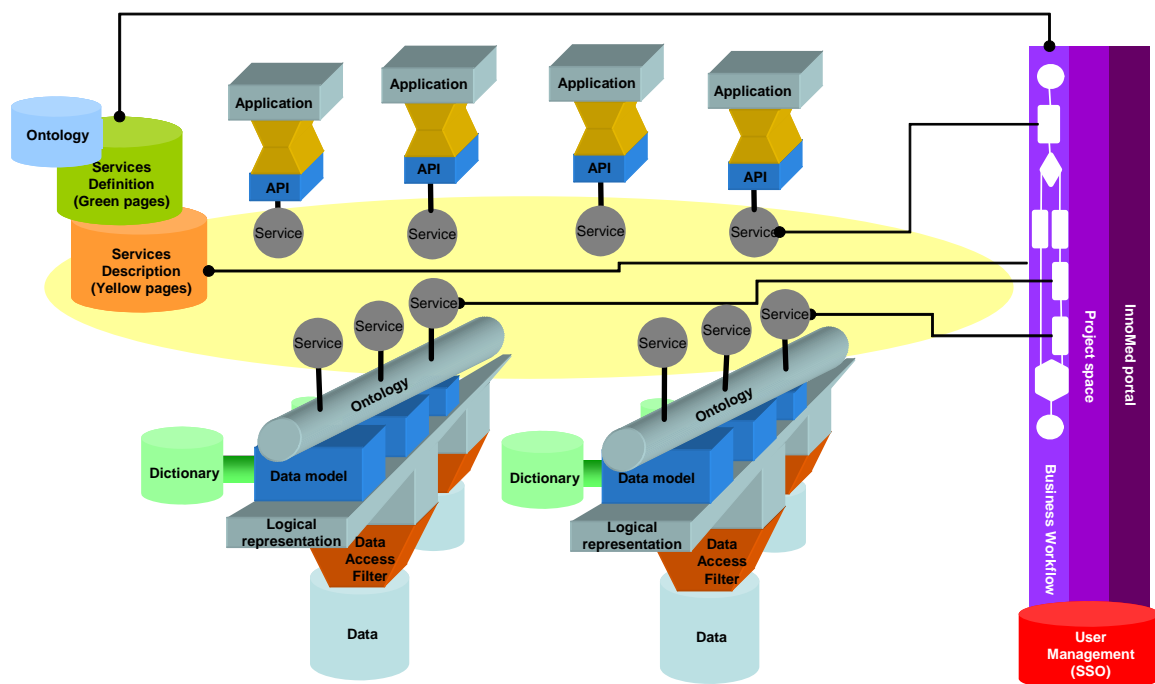 Application
Application
Application
Application
Ontology
Services
Definition
(Green pages)
API
API
API
API
Service
Service
Service
Service
Services
Description
(Yellow pages)
Service
Service
Service
Service
Service
Service
Ontology
Ontology
Dictionary
Data model
Dictionary
Data model
Logical
representation
Logical
representation
Data
Access
Filter
Data
Access
Filter
Data
Data
Business Workflow
Project space
InnoMed portal
User
Management
(SSO)